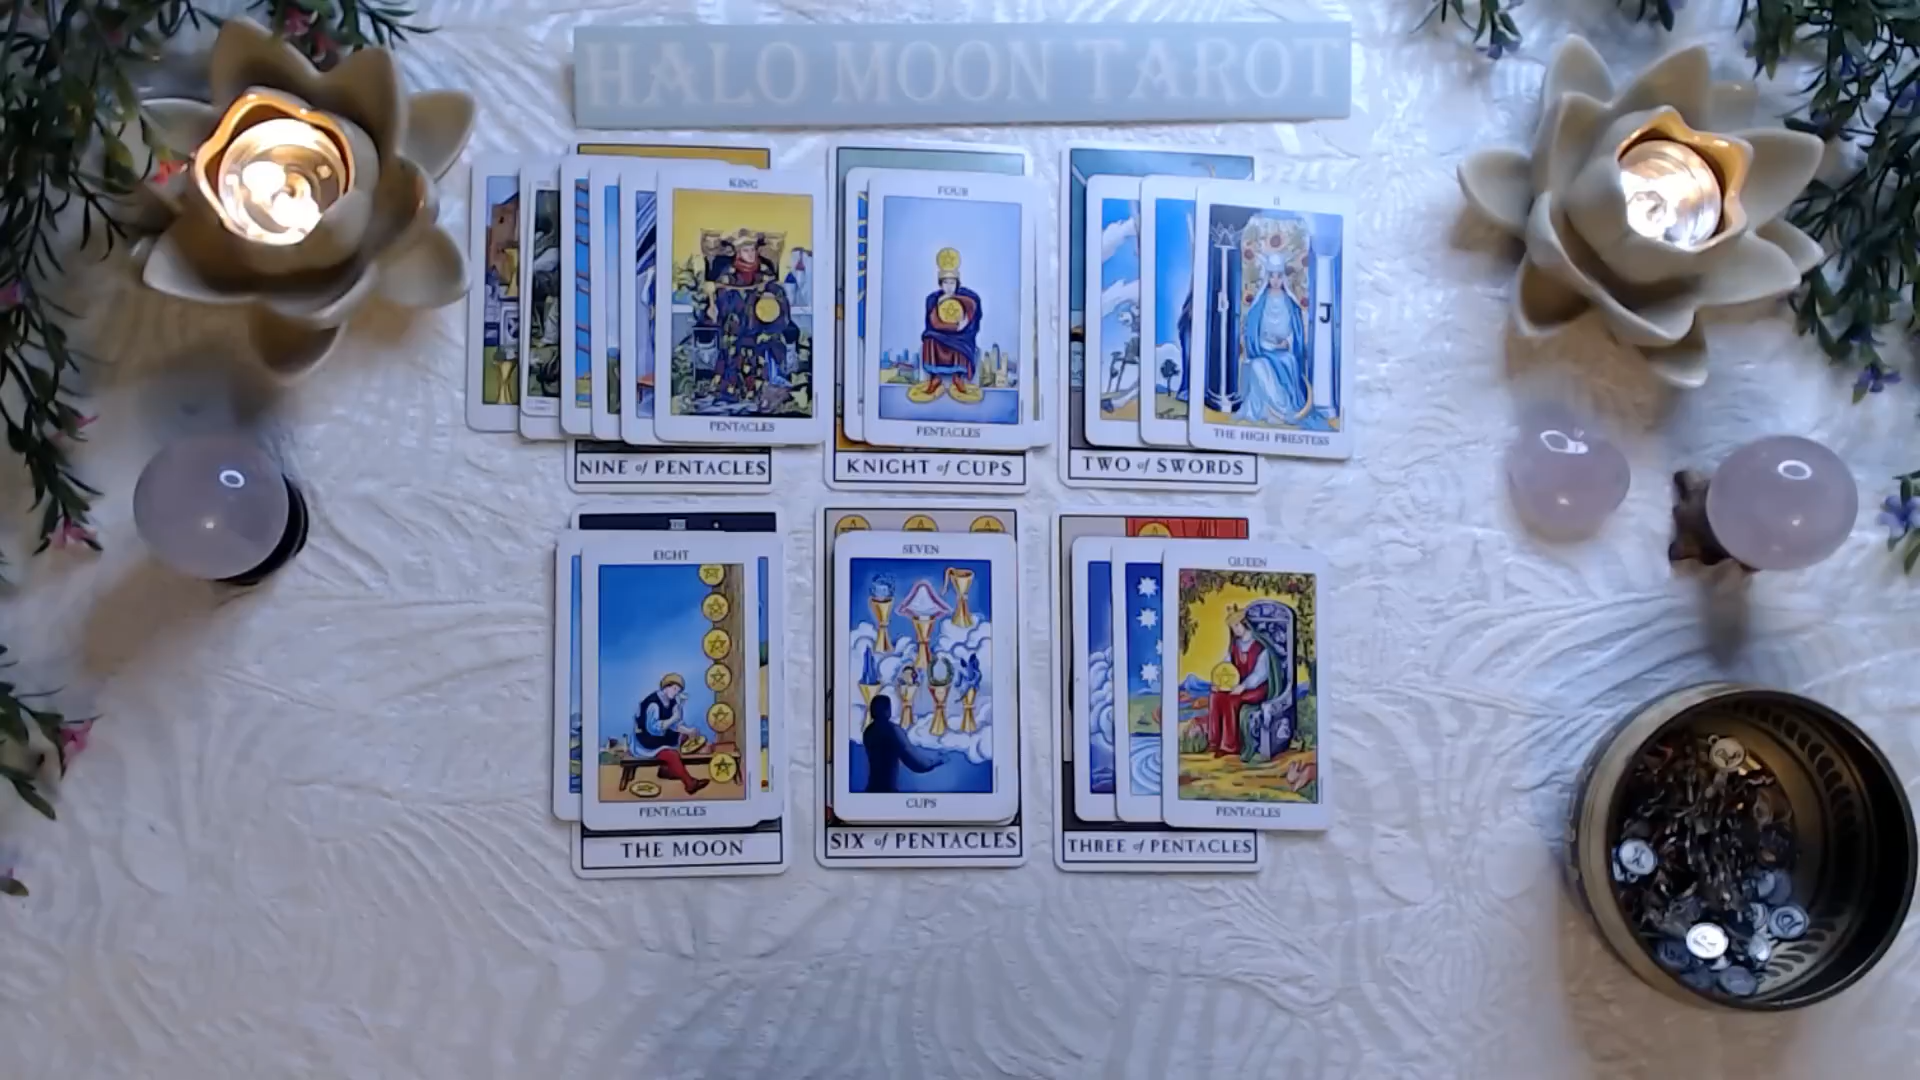 HALO MOON TAROT
KING
PENTACLES
NINE of PENTACLES
FOUR
PENTACLES
KNIGHT of CUPS
II
J
THE HIGH PRIESTESS
TWO of SWORDS
EIGHT
PENTACLES
THE MOON
SEVEN
CUPS
SIX of PENTACLES
QUEEN
PENTACLES
THREE of PENTACLES